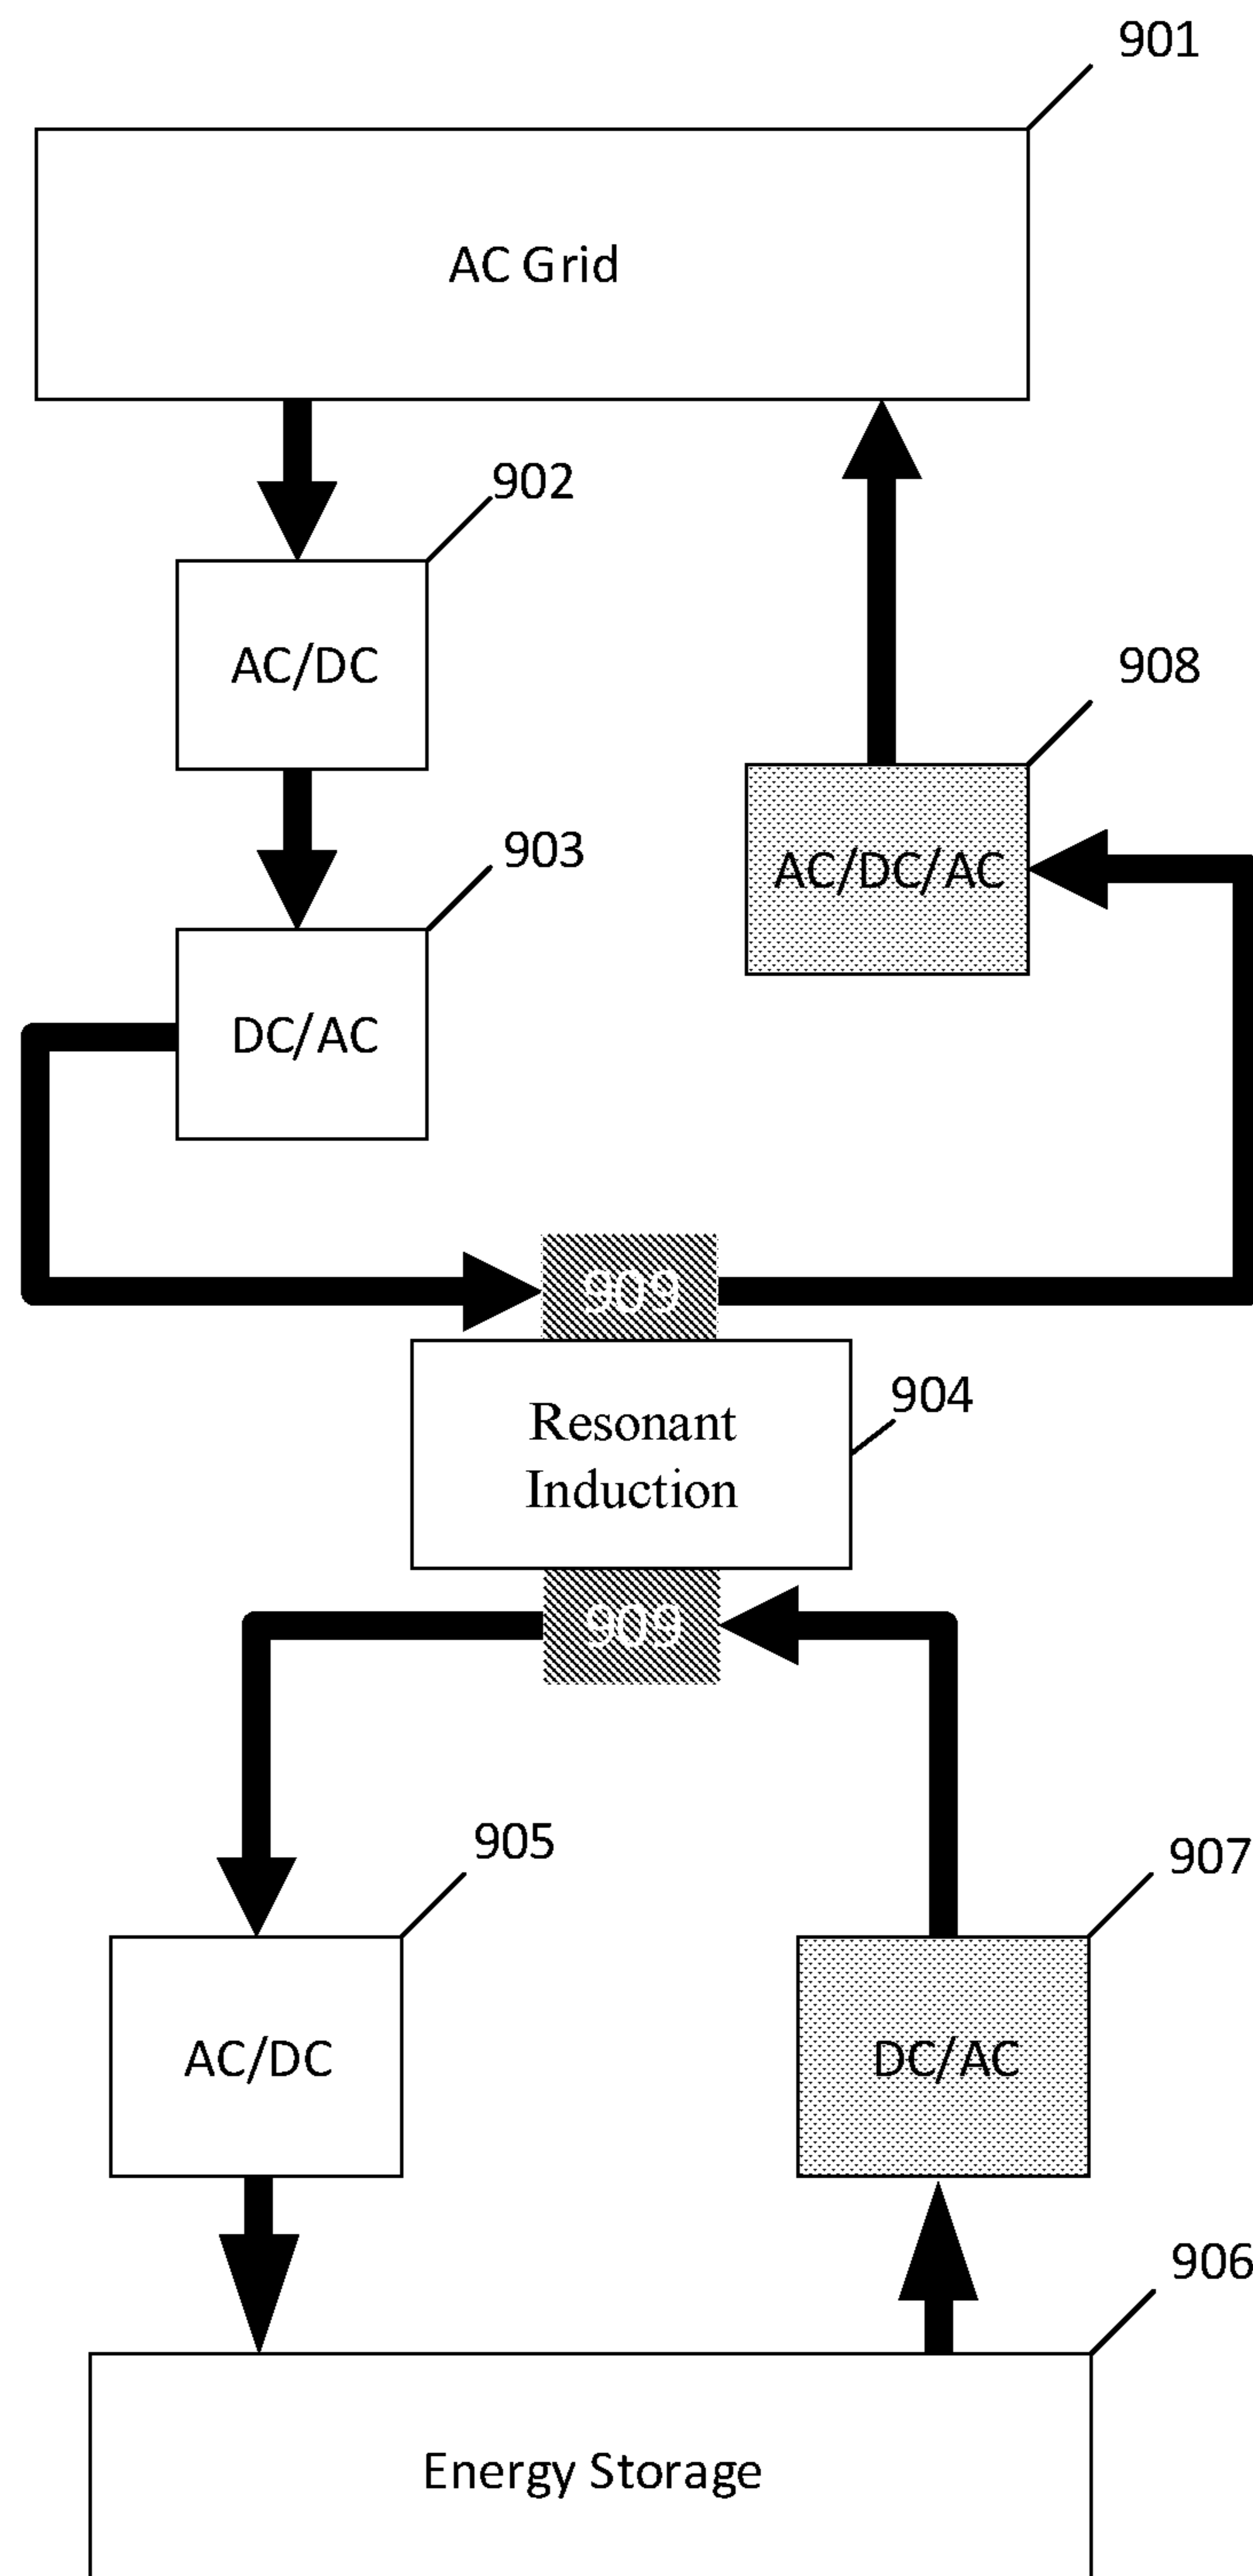 901
AC Grid
902
AC/DC
908
903
AC/DC/AC
DC/AC
909
904
Resonant
Induction
909
905
907
AC/DC
DC/AC
906
Energy Storage